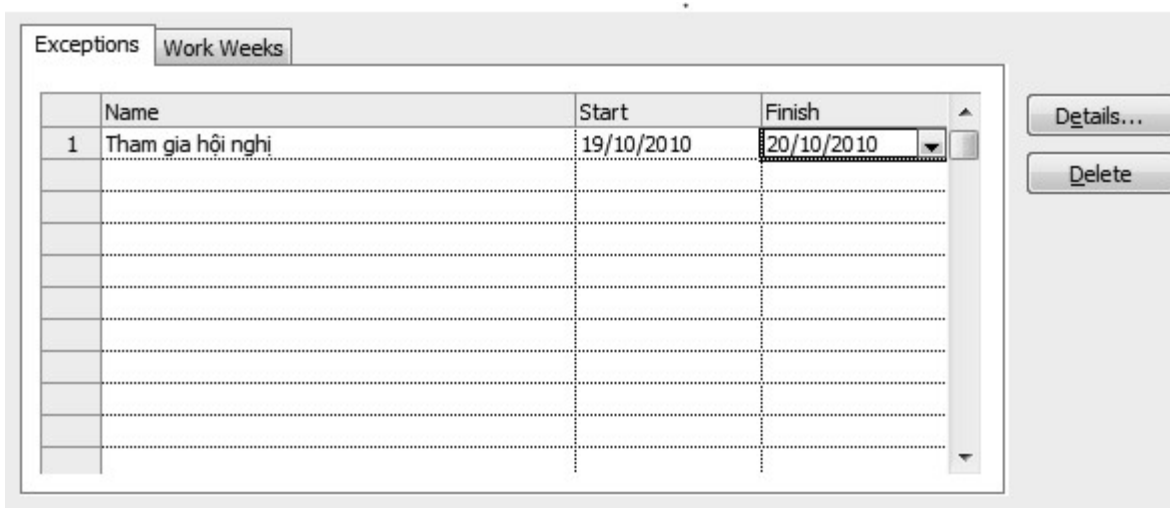 Exceptions Work Weeks
Name Start Finish
1 Tham gia hội nghị 19/10/2010 20/10/2010
Details...
Delete